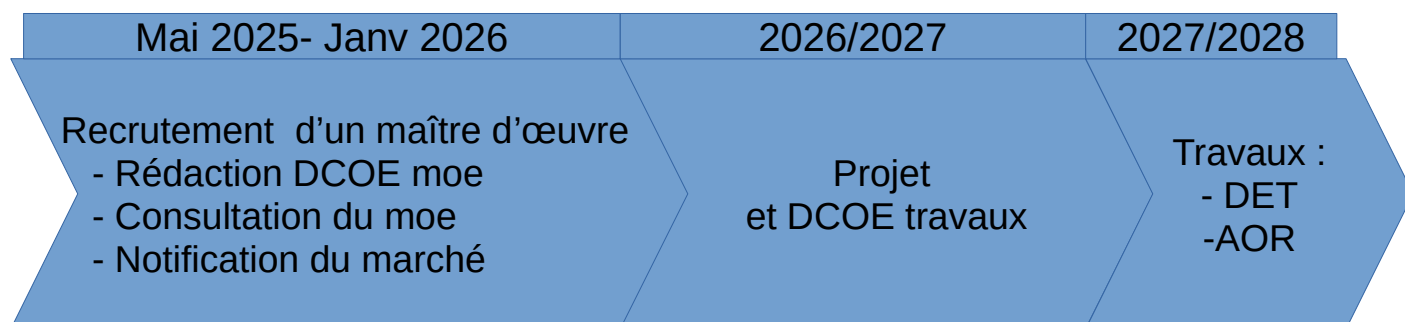 Mai 2025- Janv 2026
2026/2027
2027/2028
Recrutement  d’un maître d’œuvre
- Rédaction DCOE moe
- Consultation du moe
- Notification du marché
Projet
et DCOE travaux
Travaux :
- DET
-AOR